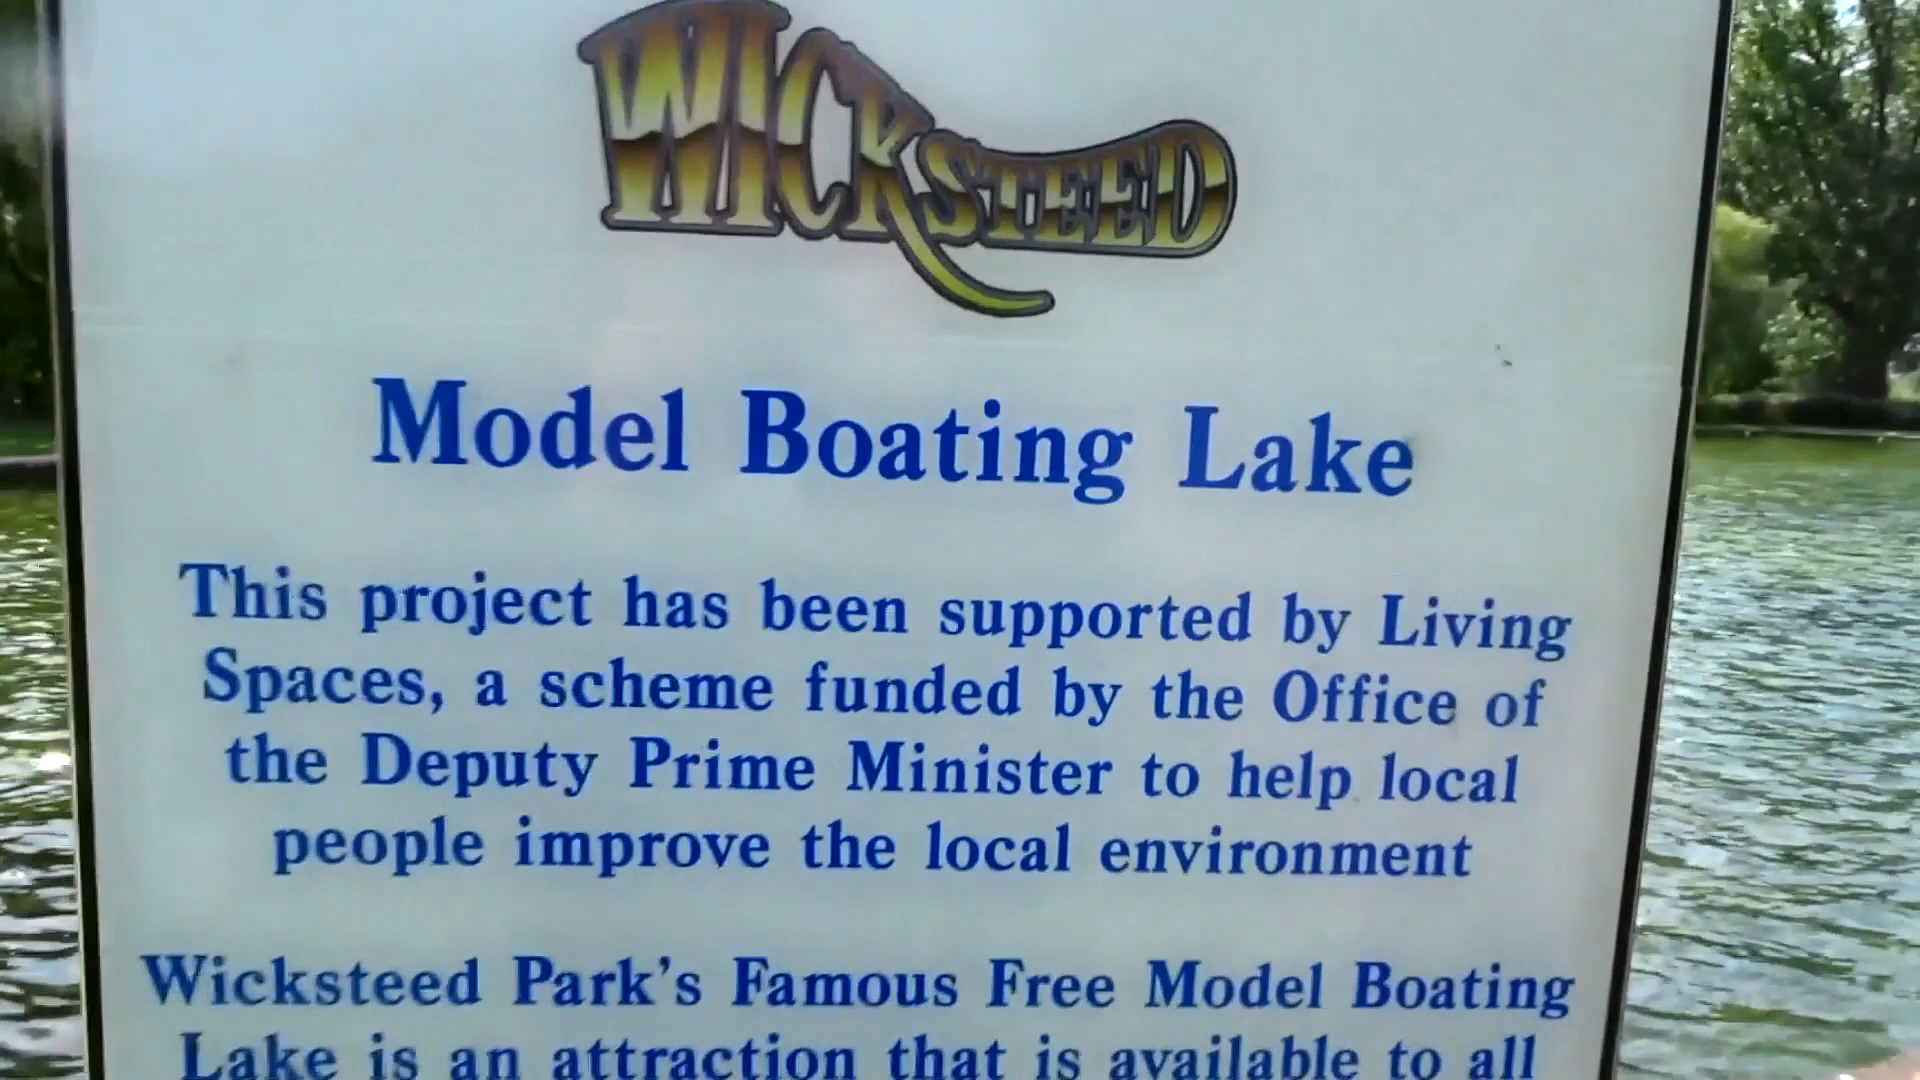 WICKSTEED
Model Boating Lake
This project has been supported by Living
Spaces, a scheme funded by the Office of
the Deputy Prime Minister to help local
people improve the local environment
Wicksteed Park's Famous Free Model Boating
Lake is an attraction that is available to all